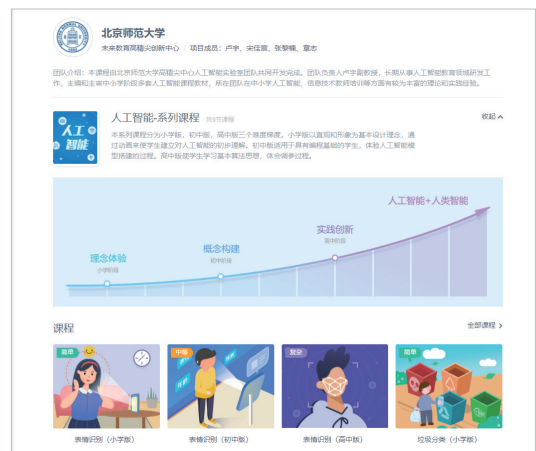 北京师范大学
未来教育高精尖创新中心 / 项目成员：卢宇、宋佳宸、张黎楠、章志
团队介绍：本课程由北京师范大学高精尖中心人工智能实验室团队共同开发完成。团队负责人卢宇副教授，长期从事人工智能教育领域研发工
作，主编和主审中小学阶段多套人工智能课程教材，所在团队在中小学人工智能、信息技术教师培训等方面有较为丰富的理论和实践经验。
人工智能-系列课程 共9节课程
收起
人工智能
本系列课程分为小学版、初中版、高中版三个难度梯度。小学版以直观和形象为基本设计理念，通
过动画来使学生建立对人工智能的初步理解。初中版适用于具有编程基础的学生，体验人工智能模
型搭建的过程。高中版使学生学习基本算法思想，体会调参过程。
人工智能+人类智能
实践创新
高中阶段
概念构建
初中阶段
理念体验
小学阶段
课程
全部课程
简单
中等
复杂
简单
表情识别（小学版）
表情识别（初中版）
表情识别（高中版）
垃圾分类（小学版）